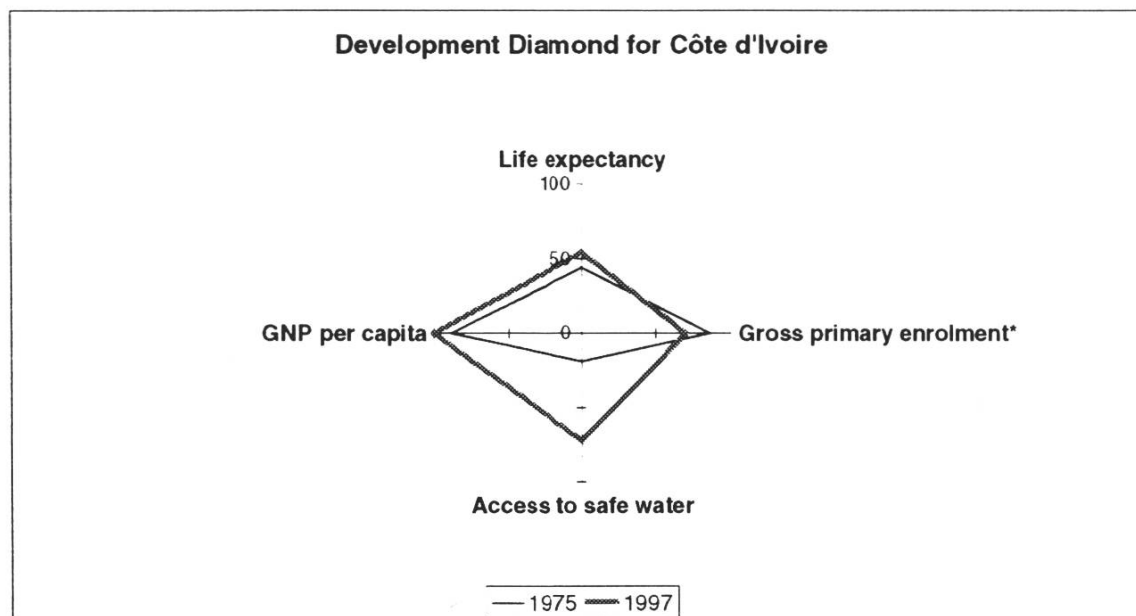 Development Diamond for Côte d'Ivoire
Life expectancy
100
50
GNP per capita
0
Gross primary enrolment*
Access to safe water
1975
1997